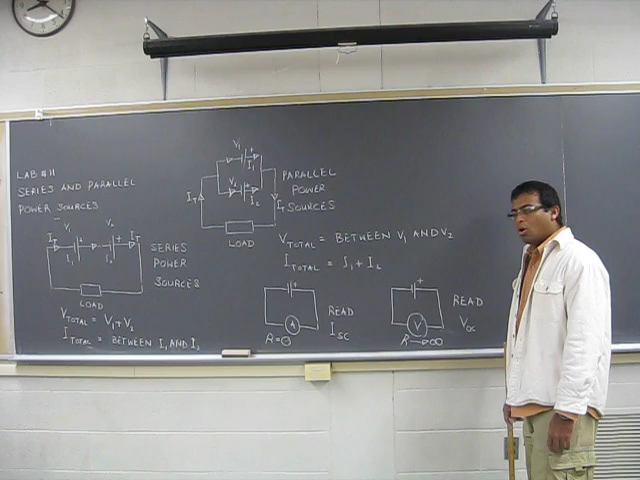 LAB #11
SERIES AND PARALLEL
POWER SOURCES
V₁
I₁
V₂
I₂
I_T
I_T
LOAD
PARALLEL
POWER
SOURCES
V₁
I_T
I₁
I₂
I_T
LOAD
SERIES
POWER
SOURCES
V_TOTAL = V₁ + V₂
I_TOTAL = BETWEEN I₁ AND I₂
V_TOTAL = BETWEEN V₁ AND V₂
I_TOTAL = I₁ + I₂
A
R=0
READ
I_SC
V
R→∞
READ
V_OC